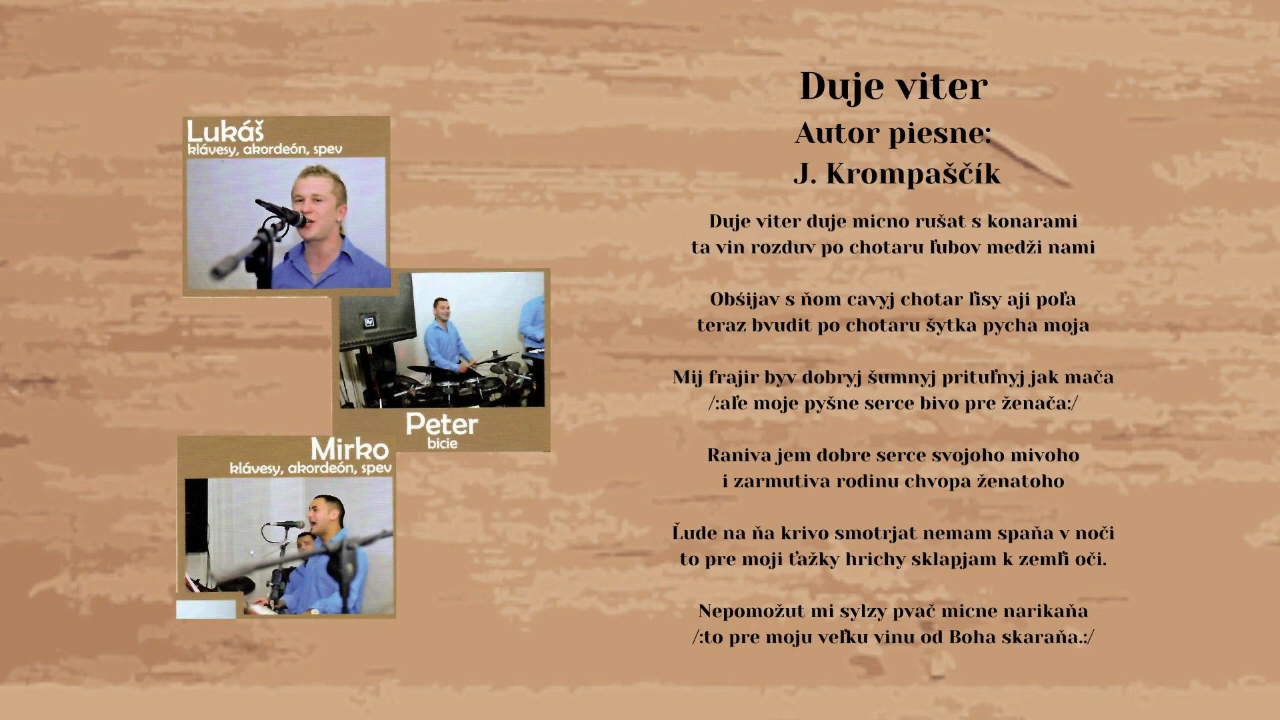 Lukáš
klávesy, akordeón, spev
Peter
bicie
Mirko
klávesy, akordeón, spev
Duje viter
Autor piesne:
J. Krompaščík
Duje viter duje micno rušat s konarami
ta vin rozduv po chotaru ľubov medži nami
Obśijav s ňom cavyj chotar ľisy aji poľa
teraz bvudit po chotaru šytka pycha moja
Mij frajir byv dobryj šumnyj prituľnyj jak mača
/:aľe moje pyšne serce bivo pre ženača:/
Raniva jem dobre serce svojoho mivoho
i zarmutiva rodinu chvopa ženatoho
Ľude na ňa krivo smotrjat nemam spaňa v noči
to pre moji ťažky hrichy sklapjam k zemľi oči.
Nepomožut mi sylzy pvač micne narikaňa
/:to pre moju veľku vinu od Boha skaraňa.:/